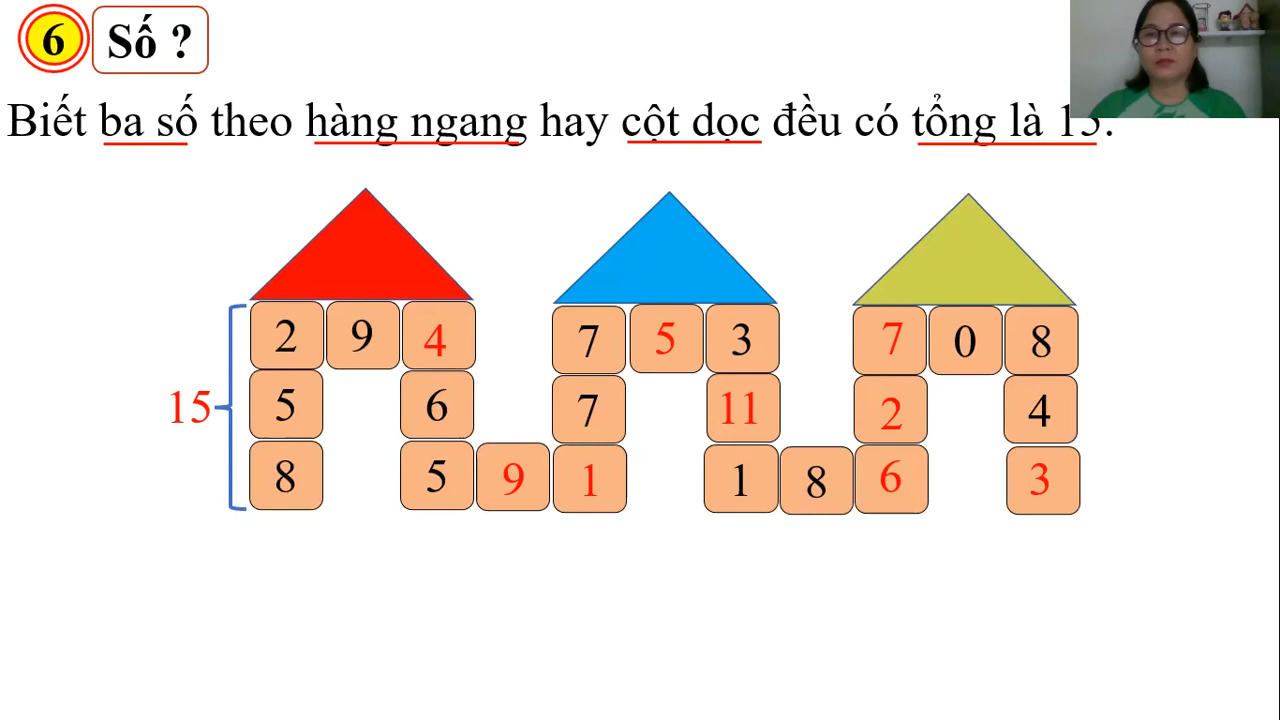 6 Số ?
Biết ba số theo hàng ngang hay cột dọc đều có tổng là 15.
2 9 4 7 5 3 7 0 8
15 5 6 7 11 2 4
8 5 9 1 1 8 6 3